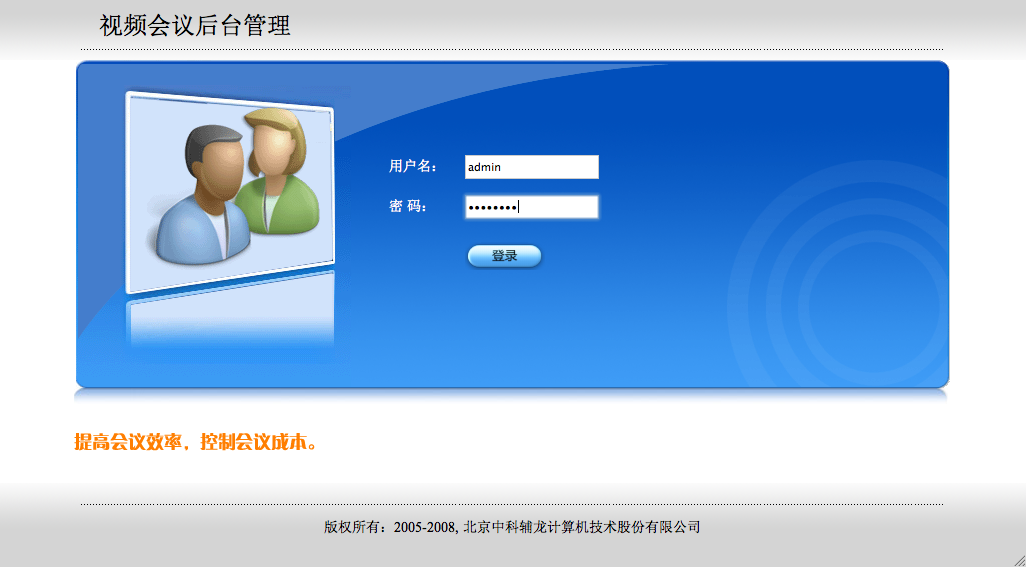 视频会议后台管理
用户名： admin
密 码： ••••••••
登录
提高会议效率，控制会议成本。
版权所有：2005-2008, 北京中科辅龙计算机技术股份有限公司